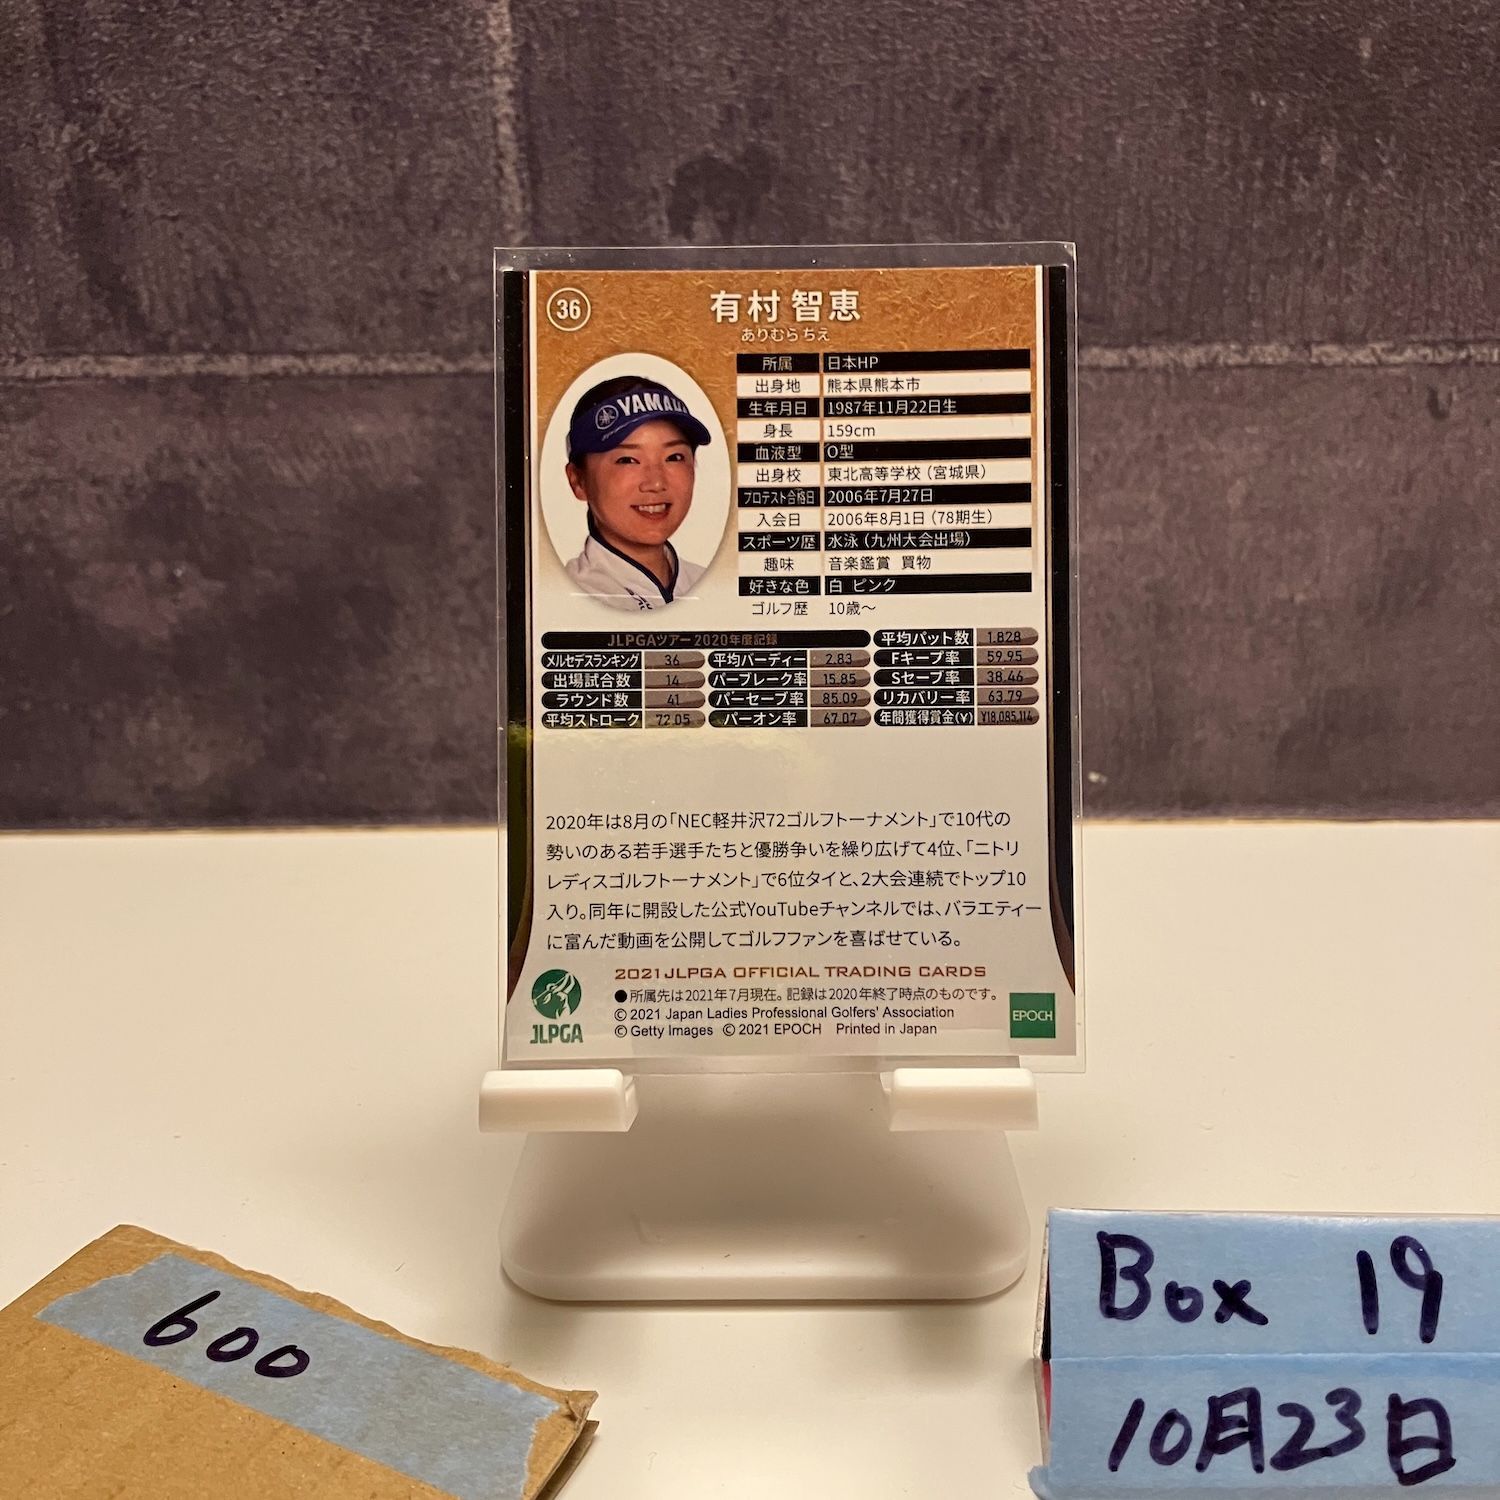 36
有村 智恵
ありむら ちえ
YAMAHA
所属 日本HP
出身地 熊本県熊本市
生年月日 1987年11月22日生
身長 159cm
血液型 O型
出身校 東北高等学校(宮城県)
プロテスト合格日 2006年7月27日
入会日 2006年8月1日(78期生)
スポーツ歴 水泳(九州大会出場)
趣味 音楽鑑賞 買物
好きな色 白 ピンク
ゴルフ歴 10歳〜
JLPGAツアー2020年度記録 平均パット数 1.828
メルセデスランキング 36 平均バーディー 2.83 Fキープ率 59.95
出場試合数 14 パーブレーク率 15.85 Sセーブ率 38.46
ラウンド数 41 パーセーブ率 85.09 リカバリー率 63.79
平均ストローク 72.05 パーオン率 67.07 年間獲得賞金(¥) ¥18,085,114
2020年は8月の「NEC軽井沢72ゴルフトーナメント」で10代の
勢いのある若手選手たちと優勝争いを繰り広げて4位、「ニトリ
レディスゴルフトーナメント」で6位タイと、2大会連続でトップ10
入り。同年に開設した公式YouTubeチャンネルでは、バラエティー
に富んだ動画を公開してゴルフファンを喜ばせている。
2021 JLPGA OFFICIAL TRADING CARDS
●所属先は2021年7月現在。記録は2020年終了時点のものです。
© 2021 Japan Ladies Professional Golfers' Association
© Getty Images © 2021 EPOCH Printed in Japan
JLPGA
EPOCH
600
Box 19
10月23日